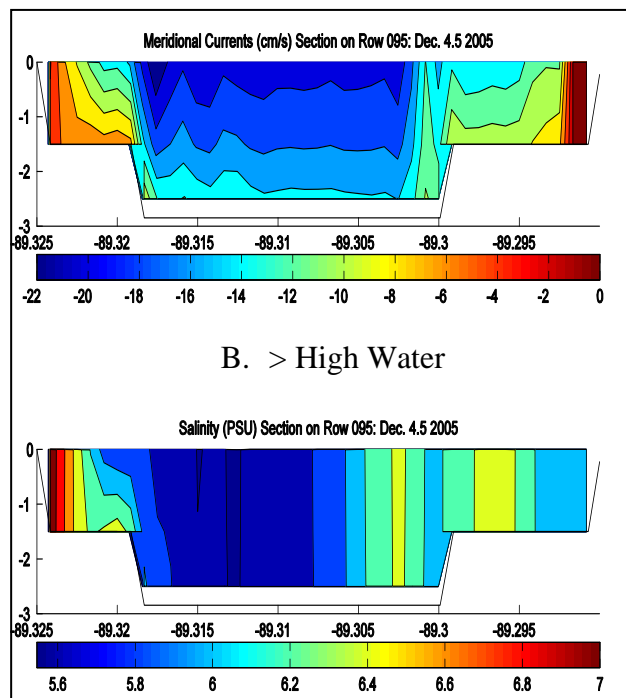 Meridional Currents (cm/s) Section on Row 095: Dec. 4.5 2005
0
-1
-2
-3
-89.325 -89.32 -89.315 -89.31 -89.305 -89.3 -89.295
-22 -20 -18 -16 -14 -12 -10 -8 -6 -4 -2 0
B. > High Water
Salinity (PSU) Section on Row 095: Dec. 4.5 2005
0
-1
-2
-3
-89.325 -89.32 -89.315 -89.31 -89.305 -89.3 -89.295
5.6 5.8 6 6.2 6.4 6.6 6.8 7